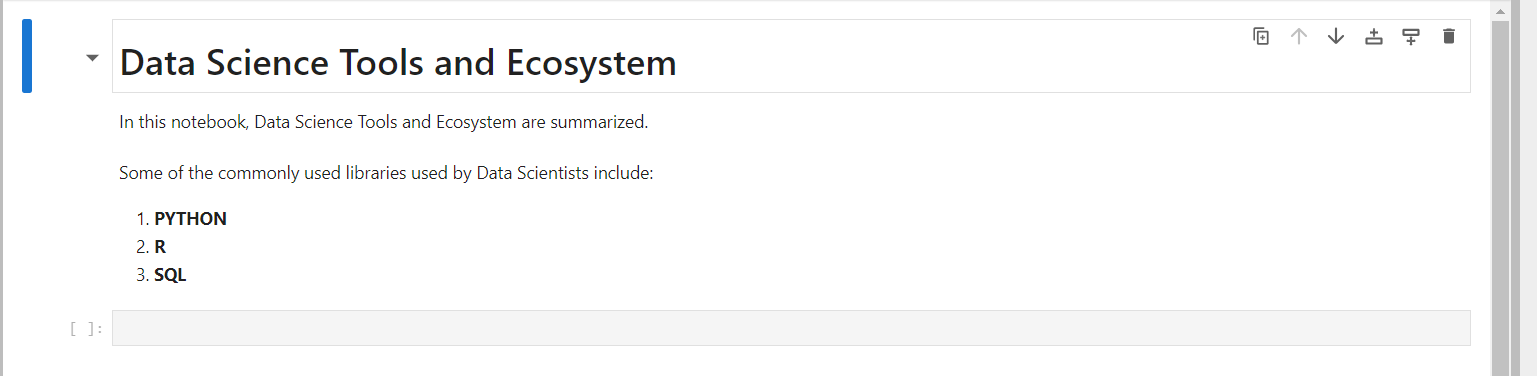 Data Science Tools and Ecosystem
In this notebook, Data Science Tools and Ecosystem are summarized.
Some of the commonly used libraries used by Data Scientists include:
1. PYTHON
2. R
3. SQL
[ ]: